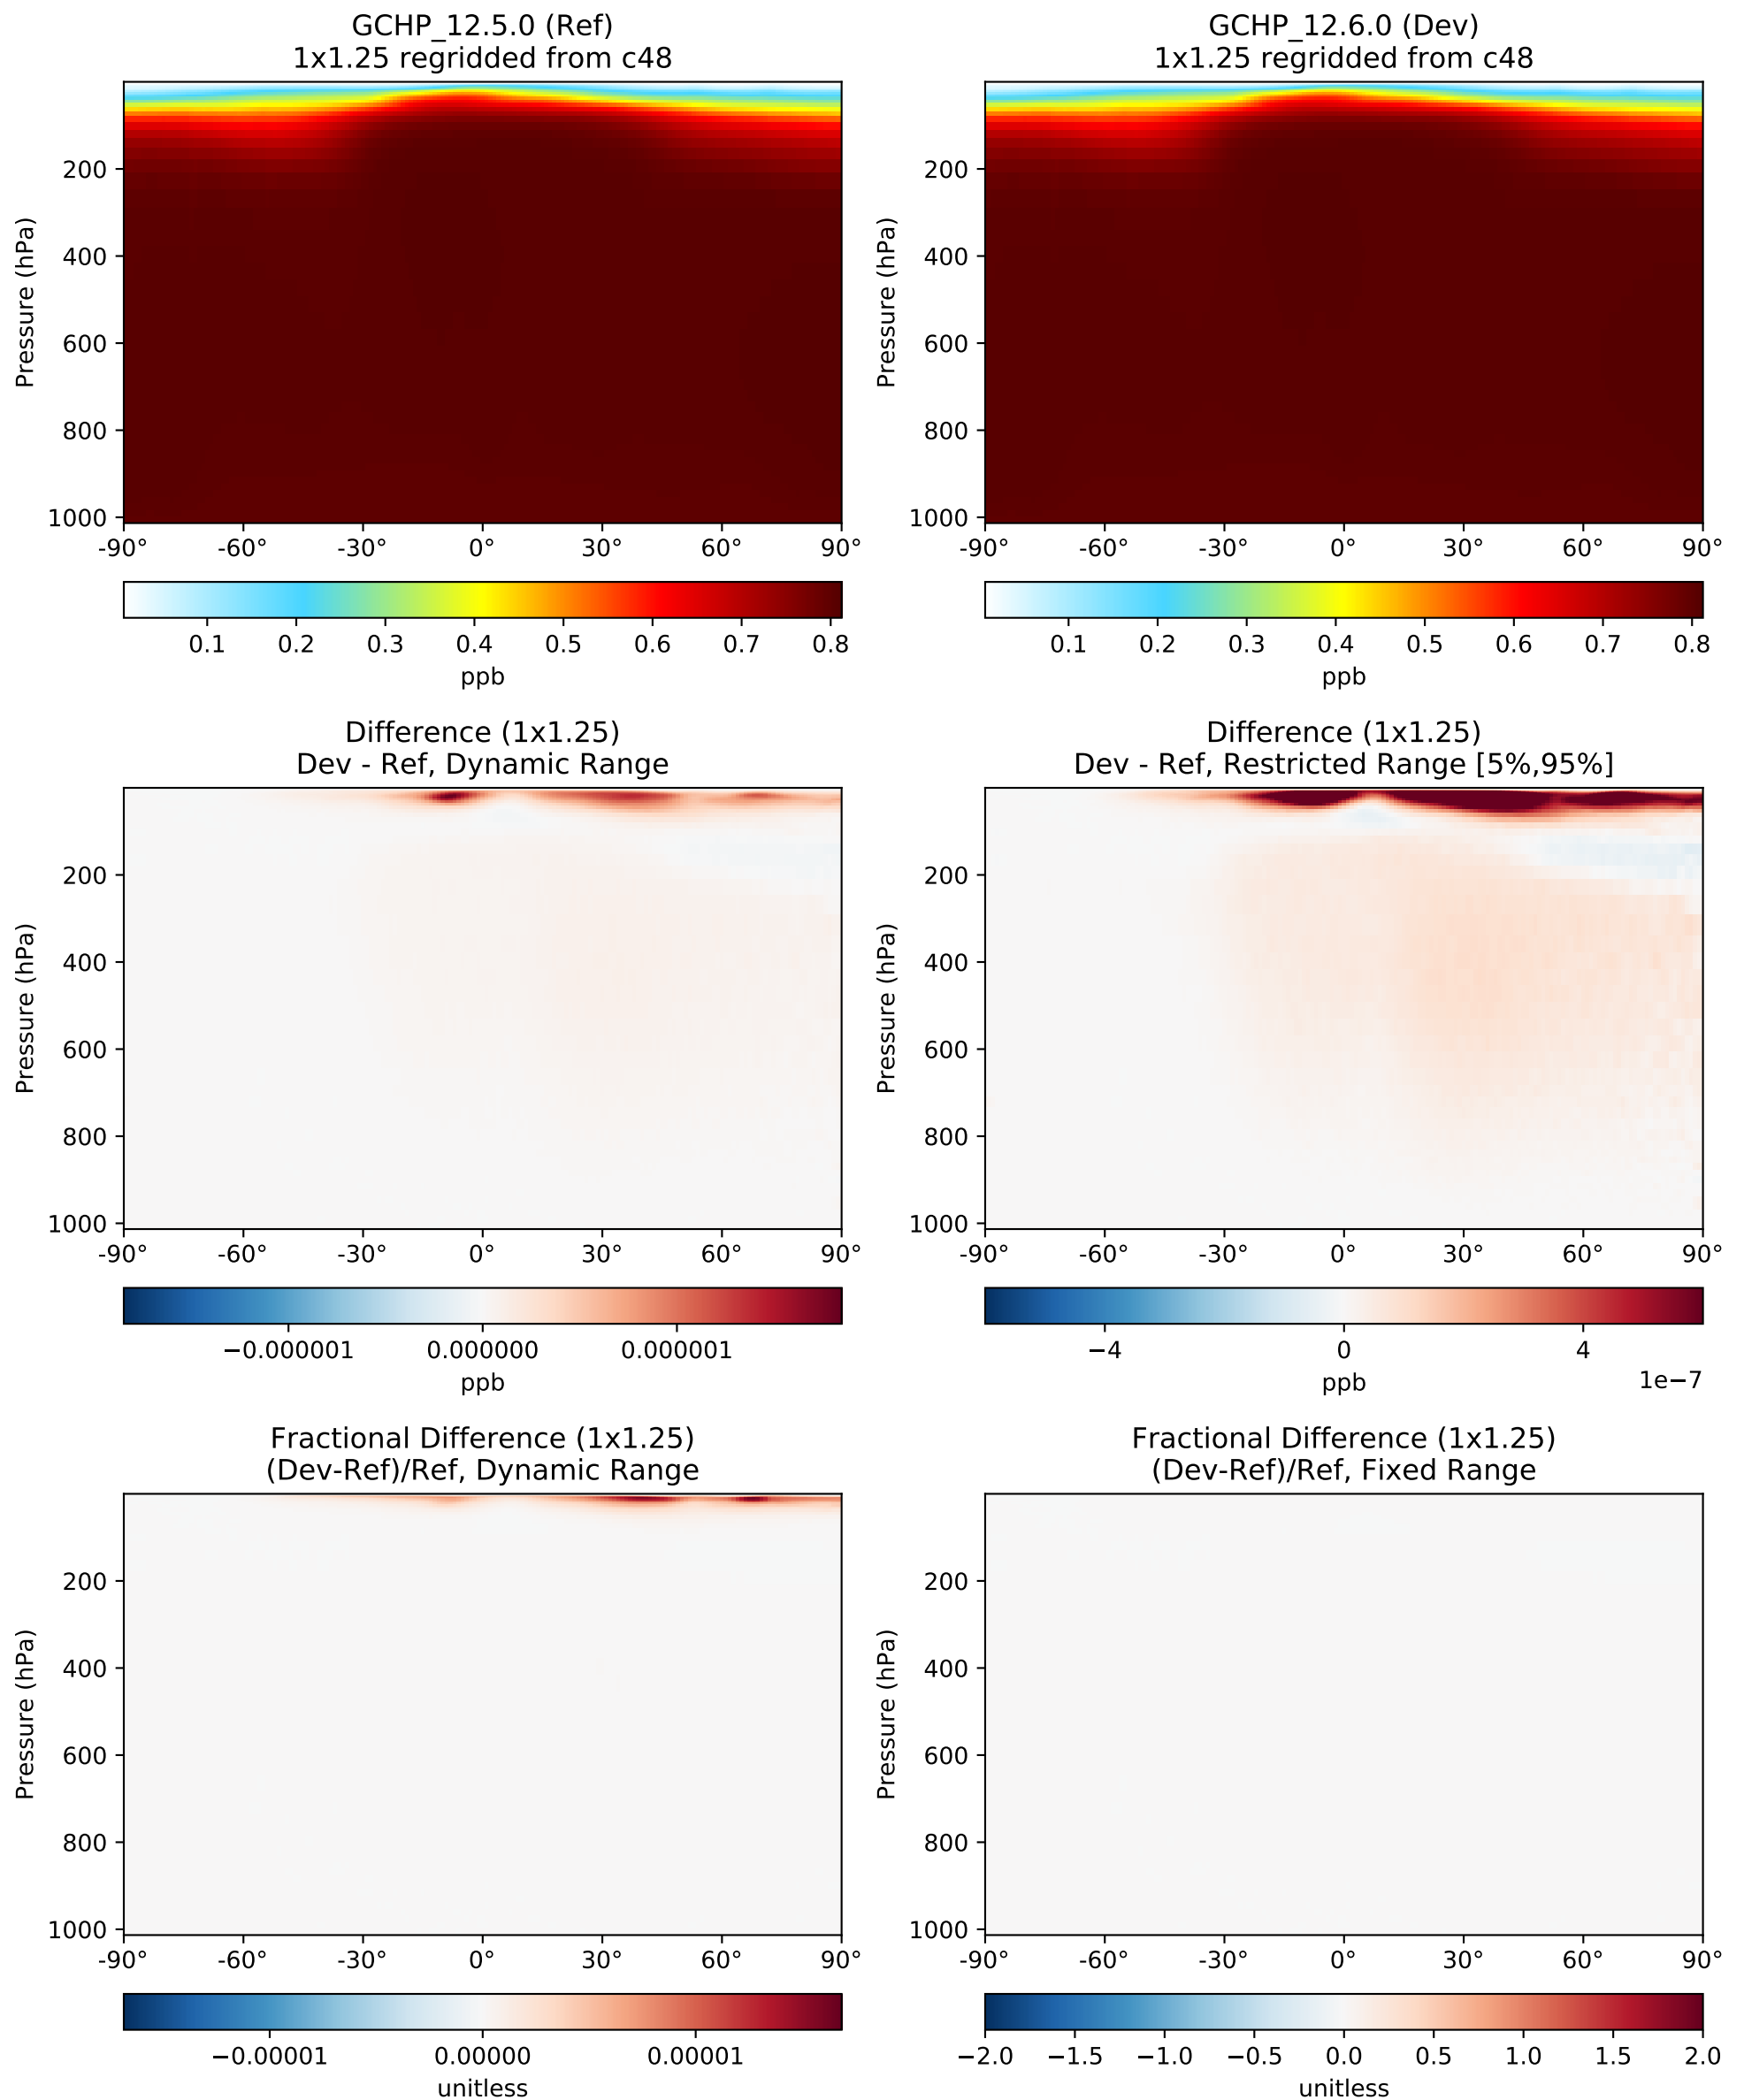 GCHP_12.5.0 (Ref)
1x1.25 regridded from c48
Pressure (hPa)
200
400
600
800
1000
-90° -60° -30° 0° 30° 60° 90°
0.1 0.2 0.3 0.4 0.5 0.6 0.7 0.8
ppb
GCHP_12.6.0 (Dev)
1x1.25 regridded from c48
Pressure (hPa)
200
400
600
800
1000
-90° -60° -30° 0° 30° 60° 90°
0.1 0.2 0.3 0.4 0.5 0.6 0.7 0.8
ppb
Difference (1x1.25)
Dev - Ref, Dynamic Range
Pressure (hPa)
200
400
600
800
1000
-90° -60° -30° 0° 30° 60° 90°
−0.000001 0.000000 0.000001
ppb
Difference (1x1.25)
Dev - Ref, Restricted Range [5%,95%]
Pressure (hPa)
200
400
600
800
1000
-90° -60° -30° 0° 30° 60° 90°
−4 0 4
ppb
1e−7
Fractional Difference (1x1.25)
(Dev-Ref)/Ref, Dynamic Range
Pressure (hPa)
200
400
600
800
1000
-90° -60° -30° 0° 30° 60° 90°
−0.00001 0.00000 0.00001
unitless
Fractional Difference (1x1.25)
(Dev-Ref)/Ref, Fixed Range
Pressure (hPa)
200
400
600
800
1000
-90° -60° -30° 0° 30° 60° 90°
−2.0 −1.5 −1.0 −0.5 0.0 0.5 1.0 1.5 2.0
unitless